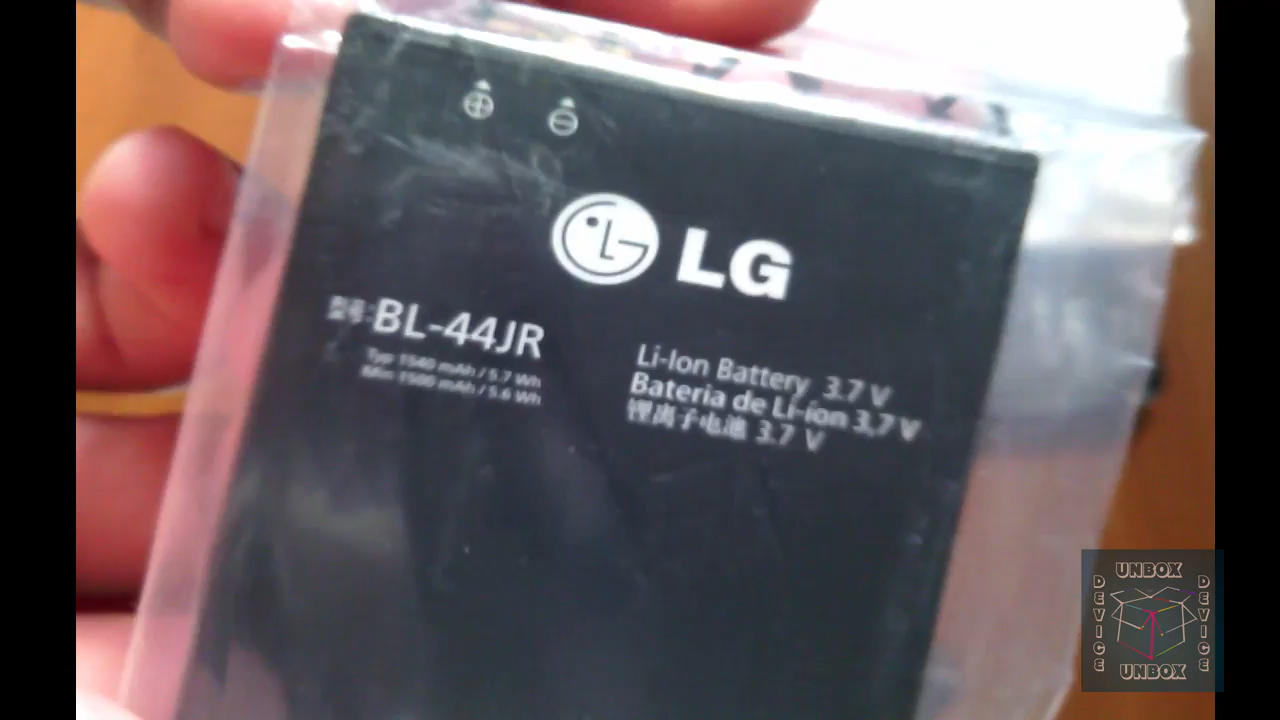 LG
型号: BL-44JR
Typ 1540 mAh / 5.7 Wh
Min 1500 mAh / 5.6 Wh
Li-Ion Battery 3.7 V
Bateria de Li-ion 3,7 V
锂离子电池 3.7 V
UNBOX
DEVICE
DEVICE
UNBOX